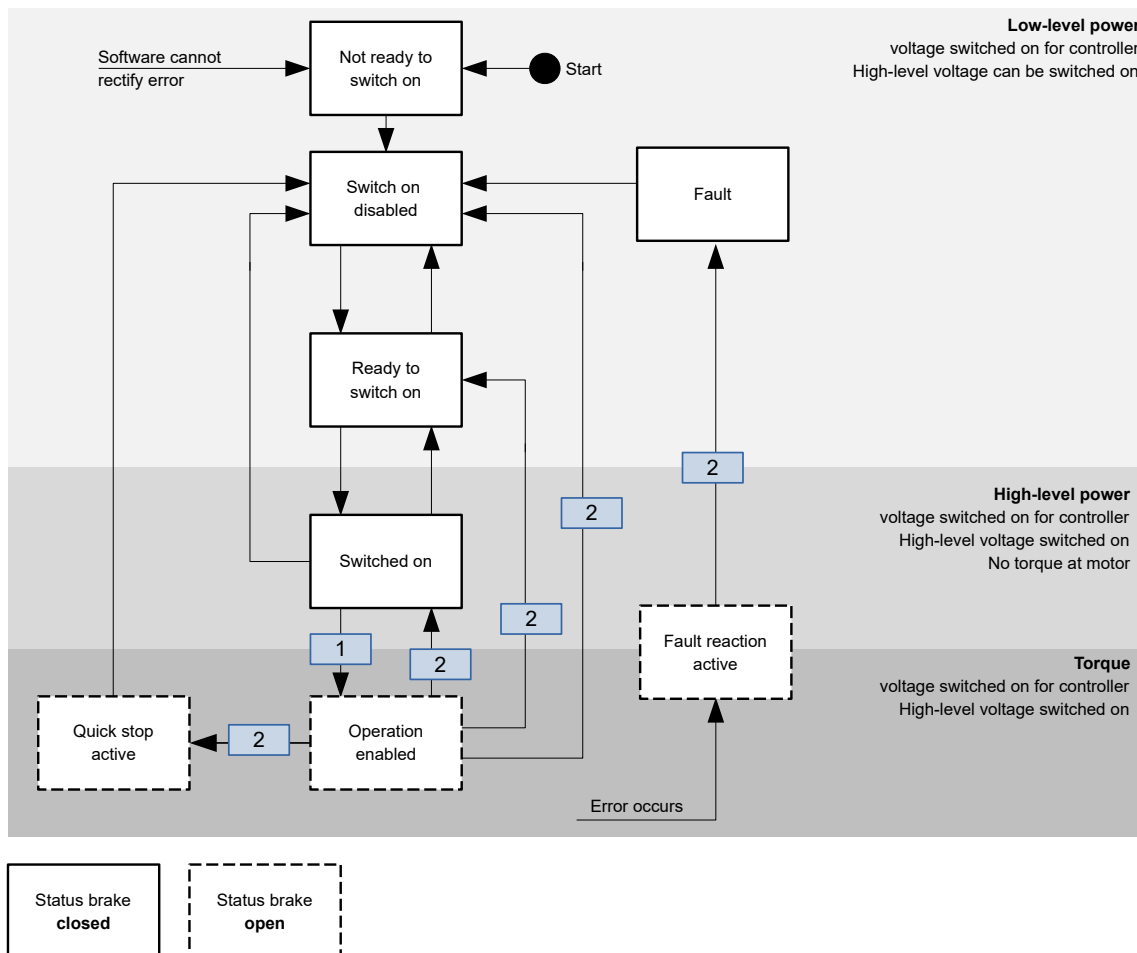 Low-level power
voltage switched on for controller
High-level voltage can be switched on
Software cannot
rectify error
Not ready to
switch on
Start
Switch on
disabled
Fault
Ready to
switch on
2
High-level power
voltage switched on for controller
High-level voltage switched on
No torque at motor
2
Switched on
2
1
2
Fault reaction
active
Torque
voltage switched on for controller
High-level voltage switched on
Quick stop
active
2
Operation
enabled
Error occurs
Status brake
closed
Status brake
open